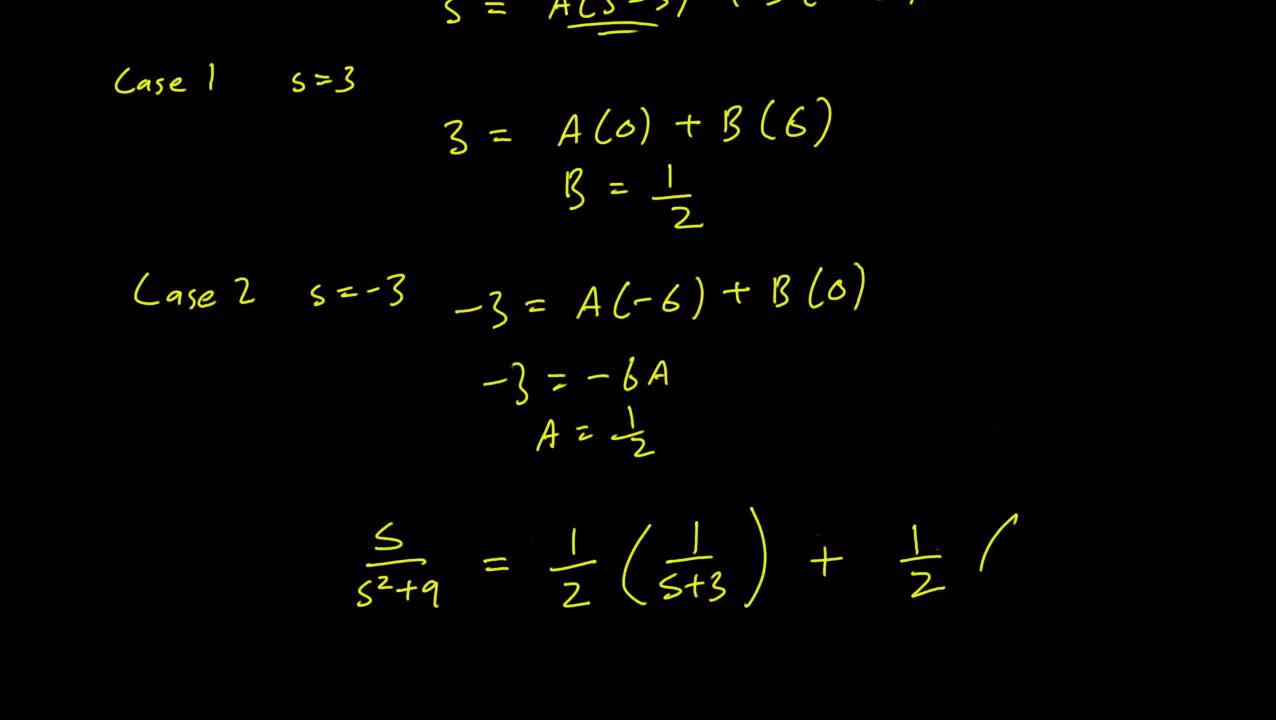 s = A(s-3)
Case 1 s=3
3 = A(0) + B(6)
B = 1/2
Case 2 s=-3 -3 = A(-6) + B(0)
-3 = -6A
A = 1/2
s/(s²+9) = 1/2 (1/(s+3)) + 1/2 (